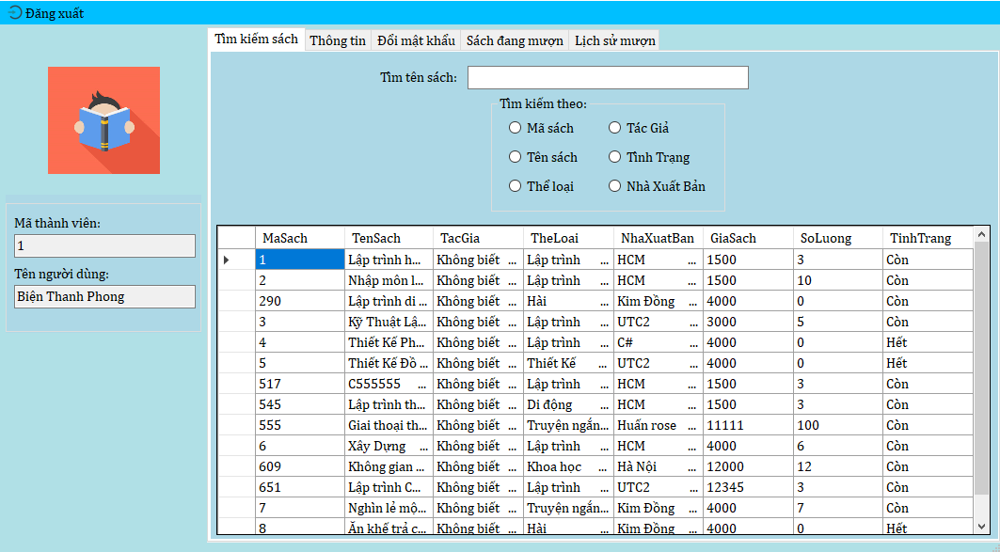 Đăng xuất
Tìm kiếm sách Thông tin Đổi mật khẩu Sách đang mượn Lịch sử mượn
Tìm tên sách:
Tìm kiếm theo:
Mã sách Tác Giả
Tên sách Tình Trạng
Thể loại Nhà Xuất Bản
Mã thành viên:
1
Tên người dùng:
Biện Thanh Phong
MaSach TenSach TacGia TheLoai NhaXuatBan GiaSach SoLuong TinhTrang
1 Lập trình h... Không biết ... Lập trình ... HCM ... 1500 3 Còn
2 Nhập môn l... Không biết ... Lập trình ... HCM ... 1500 10 Còn
290 Lập trình di ... Không biết ... Hài ... Kim Đồng ... 4000 0 Còn
3 Kỹ Thuật Lậ... Không biết ... Lập trình ... UTC2 ... 3000 5 Còn
4 Thiết Kế Ph... Không biết ... Lập trình ... C# ... 4000 0 Hết
5 Thiết Kế Đồ ... Không biết ... Thiết Kế ... UTC2 ... 4000 0 Hết
517 C555555 ... Không biết ... Lập trình ... HCM ... 1500 3 Còn
545 Lập trình th... Không biết ... Di động ... HCM ... 1500 3 Còn
555 Giai thoại th... Không biết ... Truyện ngắn... Huấn rose ... 11111 100 Còn
6 Xây Dựng ... Không biết ... Lập trình ... HCM ... 4000 6 Còn
609 Không gian ... Không biết ... Khoa học ... Hà Nội ... 12000 12 Còn
651 Lập trình C... Không biết ... Lập trình ... UTC2 ... 12345 3 Còn
7 Nghìn lẻ mộ... Không biết ... Truyện ngắn... Kim Đồng ... 4000 7 Còn
8 Ăn khế trả c... Không biết ... Hài ... Kim Đồng ... 4000 0 Hết